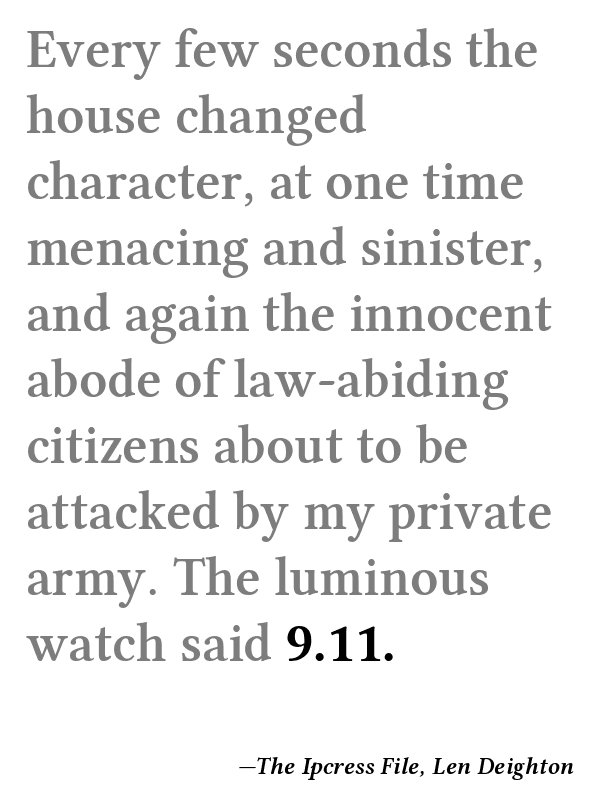 Every few seconds the
house changed
character, at one time
menacing and sinister,
and again the innocent
abode of law-abiding
citizens about to be
attacked by my private
army. The luminous
watch said 9.11.
—The Ipcress File, Len Deighton